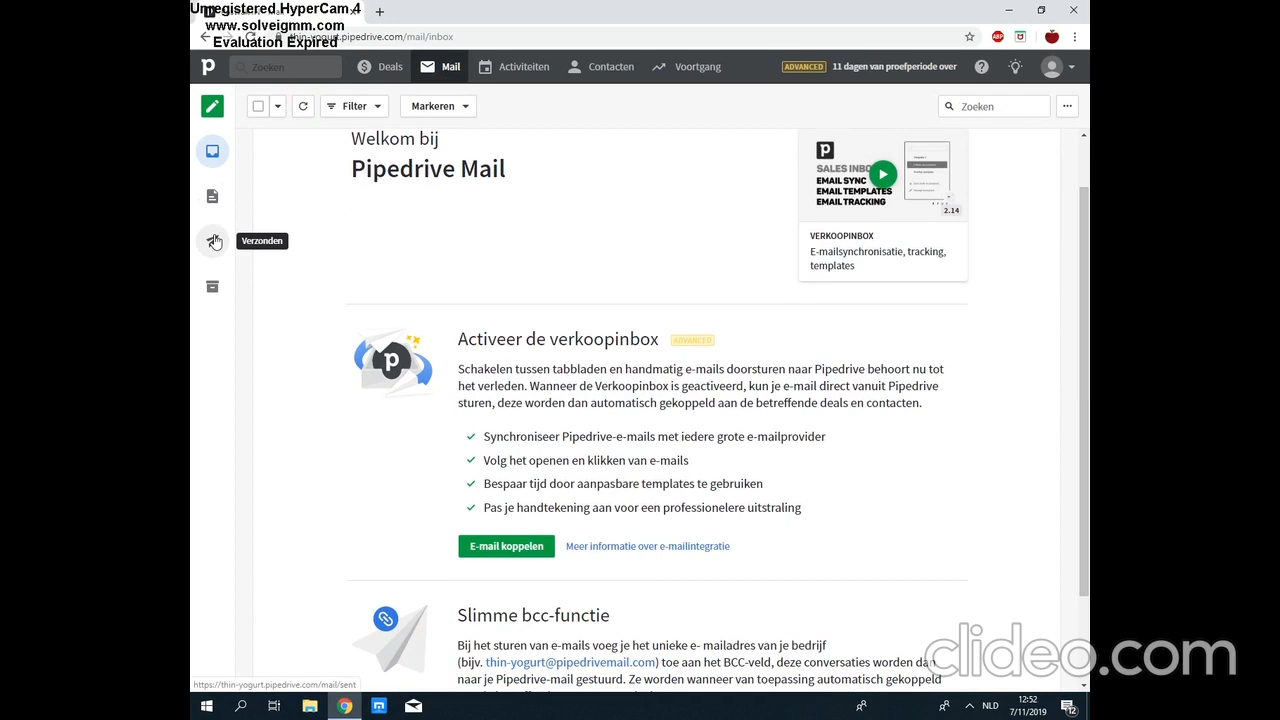 Unregistered HyperCam 4
www.solveigmm.com
Evaluation Expired
thin-yogurt.pipedrive.com/mail/inbox
ABP
Zoeken
Deals
Mail
Activiteiten
Contacten
Voortgang
ADVANCED
11 dagen van proefperiode over
Filter
Markeren
Zoeken
Welkom bij
Pipedrive Mail
SALES INBOX
EMAIL SYNC
EMAIL TEMPLATES
EMAIL TRACKING
2.14
VERKOOPINBOX
E-mailsynchronisatie, tracking,
templates
Verzonden
Activeer de verkoopinbox
ADVANCED
Schakelen tussen tabbladen en handmatig e-mails doorsturen naar Pipedrive behoort nu tot
het verleden. Wanneer de Verkoopinbox is geactiveerd, kun je e-mail direct vanuit Pipedrive
sturen, deze worden dan automatisch gekoppeld aan de betreffende deals en contacten.
Synchroniseer Pipedrive-e-mails met iedere grote e-mailprovider
Volg het openen en klikken van e-mails
Bespaar tijd door aanpasbare templates te gebruiken
Pas je handtekening aan voor een professionelere uitstraling
E-mail koppelen
Meer informatie over e-mailintegratie
Slimme bcc-functie
Bij het sturen van e-mails voeg je het unieke e- mailadres van je bedrijf
(bijv. thin-yogurt@pipedrivemail.com) toe aan het BCC-veld, deze conversaties worden dan
naar je Pipedrive-mail gestuurd. Ze worden wanneer van toepassing automatisch gekoppeld
clideo.com
https://thin-yogurt.pipedrive.com/mail/sent
NLD
12:52
7/11/2019
12